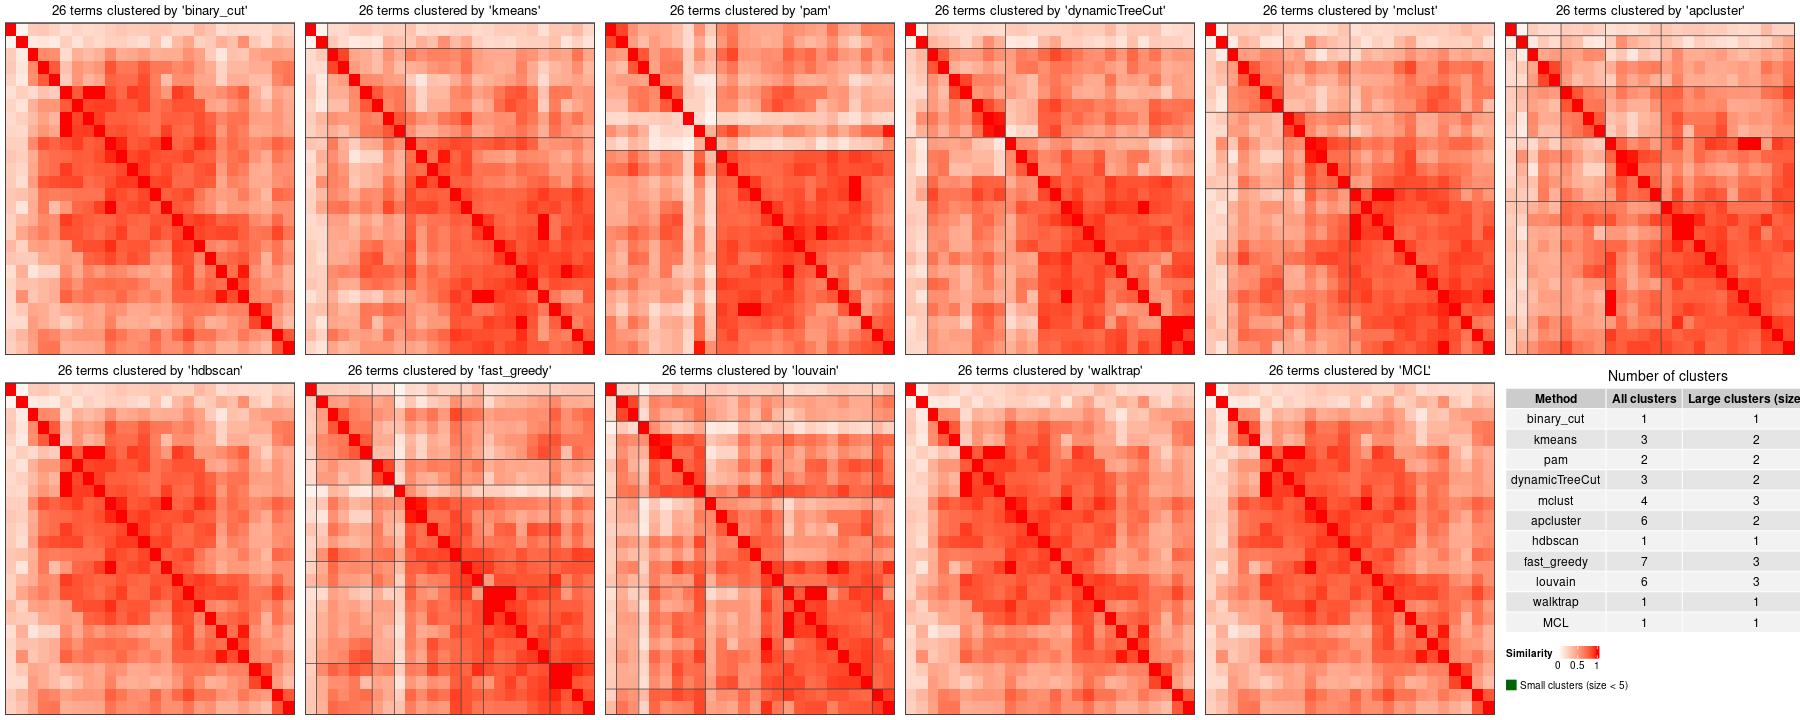 26 terms clustered by 'binary_cut'
26 terms clustered by 'kmeans'
26 terms clustered by 'pam'
26 terms clustered by 'dynamicTreeCut'
26 terms clustered by 'mclust'
26 terms clustered by 'apcluster'
26 terms clustered by 'hdbscan'
26 terms clustered by 'fast_greedy'
26 terms clustered by 'louvain'
26 terms clustered by 'walktrap'
26 terms clustered by 'MCL'
Number of clusters
Method All clusters Large clusters (size
binary_cut 1 1
kmeans 3 2
pam 2 2
dynamicTreeCut 3 2
mclust 4 3
apcluster 6 2
hdbscan 1 1
fast_greedy 7 3
louvain 6 3
walktrap 1 1
MCL 1 1
Similarity
0 0.5 1
Small clusters (size < 5)